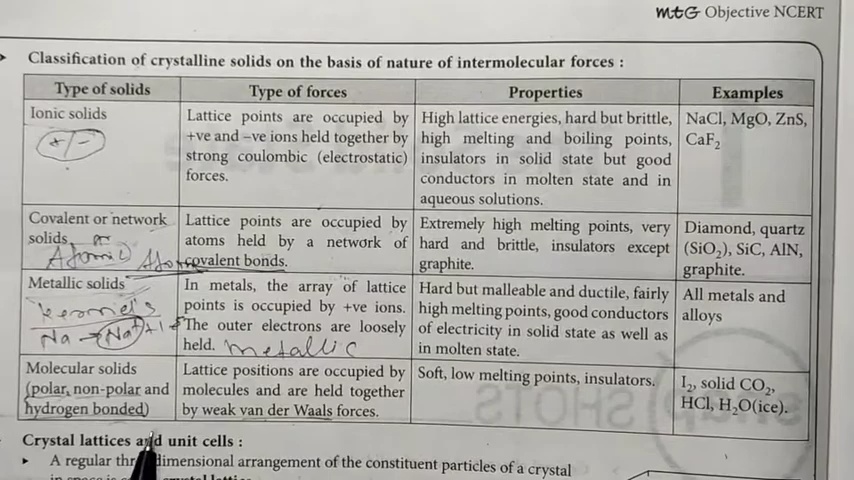 mtG Objective NCERT
Classification of crystalline solids on the basis of nature of intermolecular forces :
Type of solids
Type of forces
Properties
Examples
Ionic solids
+ / -
Lattice points are occupied by
+ve and –ve ions held together by
strong coulombic (electrostatic)
forces.
High lattice energies, hard but brittle,
high melting and boiling points,
insulators in solid state but good
conductors in molten state and in
aqueous solutions.
NaCl, MgO, ZnS,
CaF2
Covalent or network
solids or
Atomic
Lattice points are occupied by
atoms held by a network of
covalent bonds.
Extremely high melting points, very
hard and brittle, insulators except
graphite.
Diamond, quartz
(SiO2), SiC, AlN,
graphite.
Metallic solids
Na → Na+
In metals, the array of lattice
points is occupied by +ve ions.
The outer electrons are loosely
held. metallic
Hard but malleable and ductile, fairly
high melting points, good conductors
of electricity in solid state as well as
in molten state.
All metals and
alloys
Molecular solids
(polar, non-polar and
hydrogen bonded)
Lattice positions are occupied by
molecules and are held together
by weak van der Waals forces.
Soft, low melting points, insulators.
I2, solid CO2,
HCl, H2O(ice).
Crystal lattices and unit cells :
A regular three dimensional arrangement of the constituent particles of a crystal